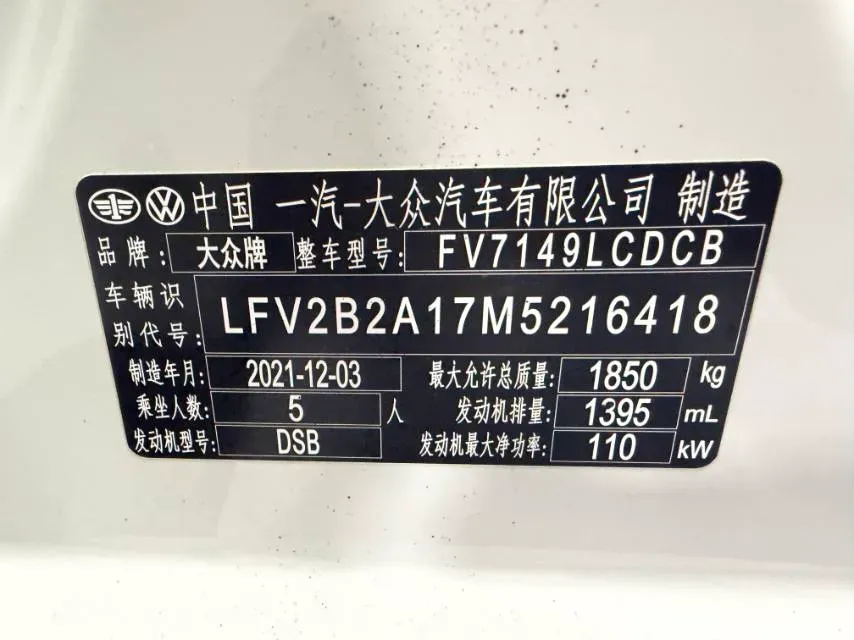 中国 一汽-大众汽车有限公司 制造
品牌: 大众牌 整车型号: FV7149LCDCB
车辆识别代号: LFV2B2A17M5216418
制造年月: 2021-12-03 最大允许总质量: 1850 kg
乘坐人数: 5 人 发动机排量: 1395 mL
发动机型号: DSB 发动机最大净功率: 110 kW